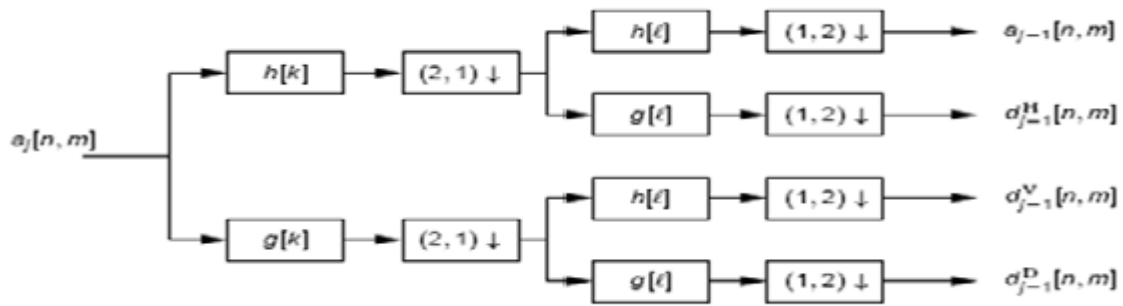 h[ℓ] (1,2) ↓ a_{j−1}[n,m]
h[k] (2,1) ↓
g[ℓ] (1,2) ↓ d^H_{j−1}[n,m]
a_j[n,m]
h[ℓ] (1,2) ↓ d^V_{j−1}[n,m]
g[k] (2,1) ↓
g[ℓ] (1,2) ↓ d^D_{j−1}[n,m]